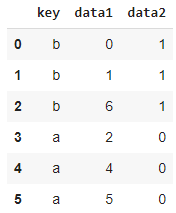 key data1 data2
0 b 0 1
1 b 1 1
2 b 6 1
3 a 2 0
4 a 4 0
5 a 5 0